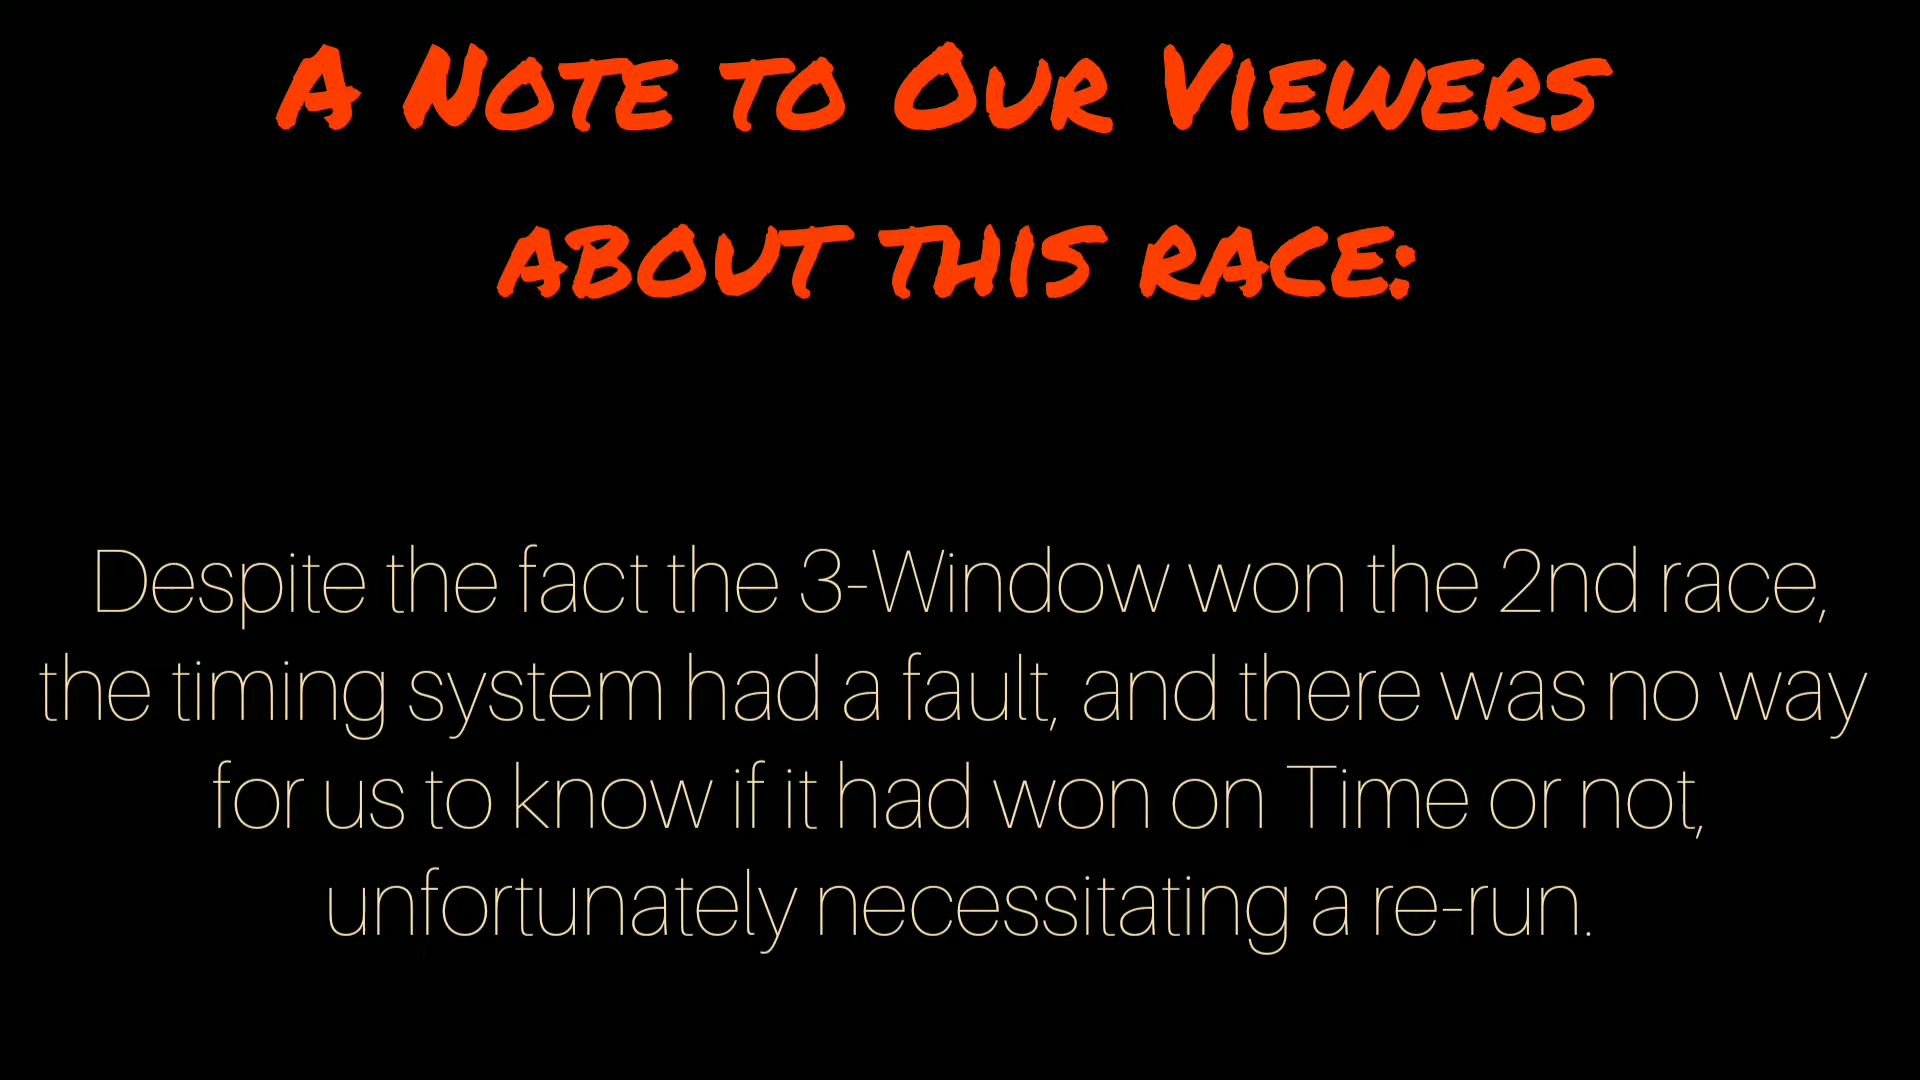 A Note to Our Viewers
about this race:
Despite the fact the 3-Window won the 2nd race,
the timing system had a fault, and there was no way
for us to know if it had won on Time or not,
unfortunately necessitating a re-run.